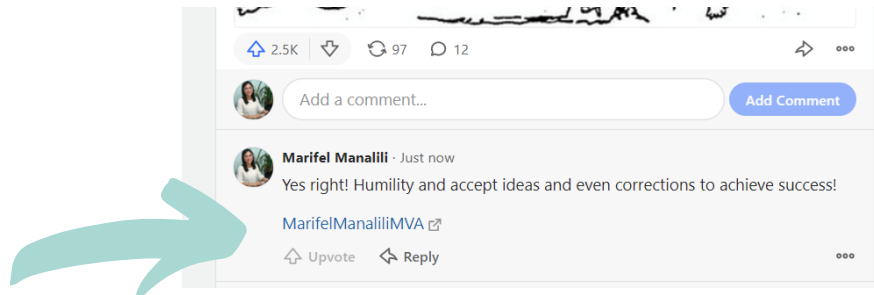 2.5K 97 12
Add a comment... Add Comment
Marifel Manalili · Just now
Yes right! Humility and accept ideas and even corrections to achieve success!
MarifelManaliliMVA
Upvote Reply